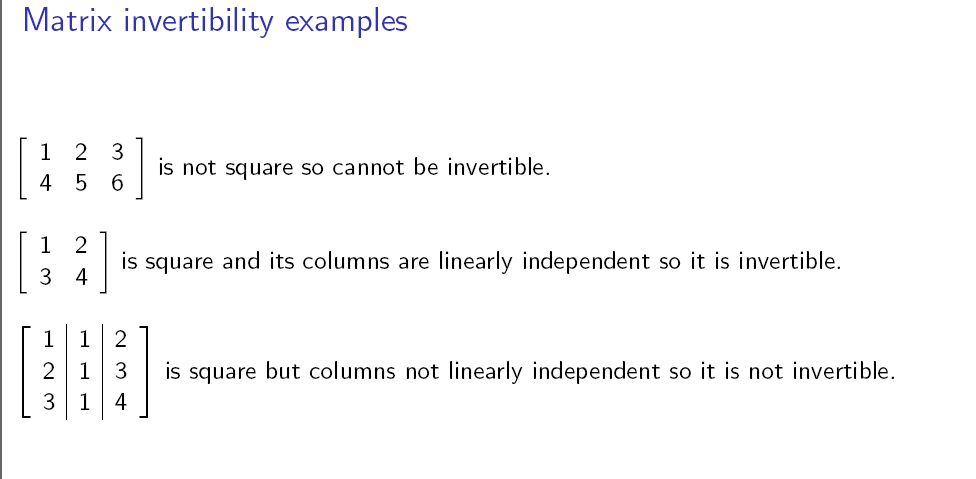 Matrix invertibility examples
[ 1 2 3
4 5 6 ] is not square so cannot be invertible.
[ 1 2
3 4 ] is square and its columns are linearly independent so it is invertible.
[ 1 | 1 | 2
2 | 1 | 3
3 | 1 | 4 ] is square but columns not linearly independent so it is not invertible.